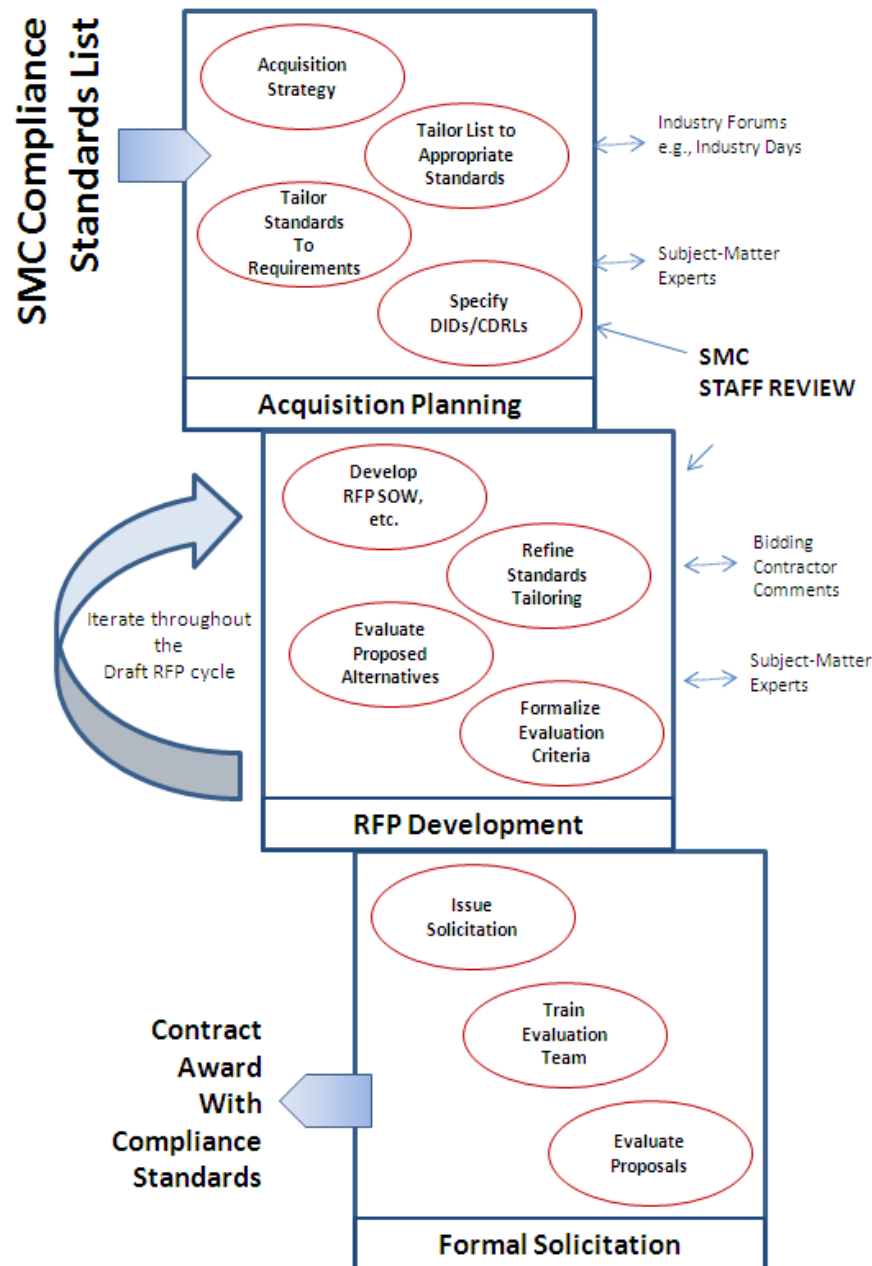 SMC Compliance
Standards List
Acquisition
Strategy
Tailor List to
Appropriate
Standards
Tailor
Standards
To
Requirements
Specify
DIDs/CDRLs
Industry Forums
e.g., Industry Days
Subject-Matter
Experts
SMC
STAFF REVIEW
Acquisition Planning
Develop
RFP SOW,
etc.
Refine
Standards
Tailoring
Evaluate
Proposed
Alternatives
Formalize
Evaluation
Criteria
Iterate throughout
the
Draft RFP cycle
Bidding
Contractor
Comments
Subject-Matter
Experts
RFP Development
Issue
Solicitation
Train
Evaluation
Team
Evaluate
Proposals
Contract
Award
With
Compliance
Standards
Formal Solicitation